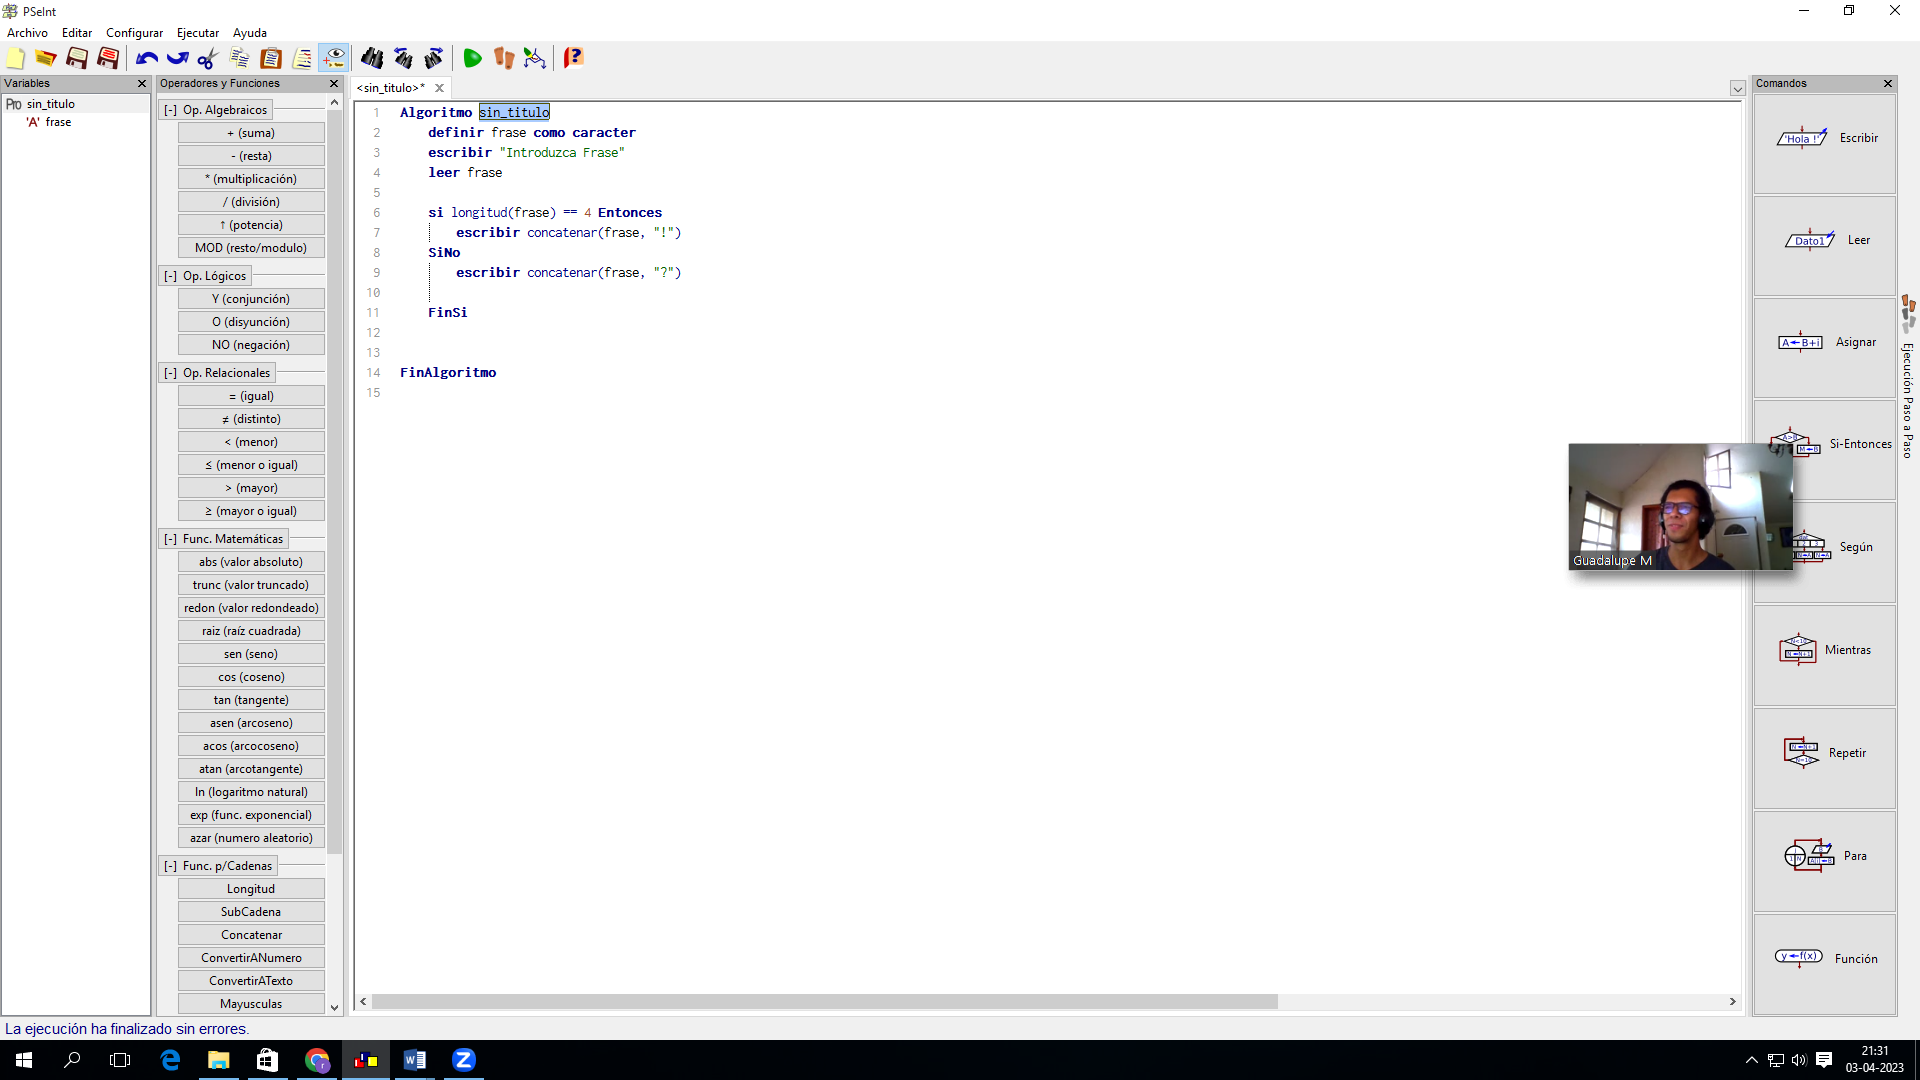 PSeInt
Archivo Editar Configurar Ejecutar Ayuda
Variables
Pro sin_titulo
'A' frase
Operadores y Funciones
[-] Op. Algebraicos
+ (suma)
- (resta)
* (multiplicación)
/ (división)
↑ (potencia)
MOD (resto/modulo)
[-] Op. Lógicos
Y (conjunción)
O (disyunción)
NO (negación)
[-] Op. Relacionales
= (igual)
≠ (distinto)
< (menor)
≤ (menor o igual)
> (mayor)
≥ (mayor o igual)
[-] Func. Matemáticas
abs (valor absoluto)
trunc (valor truncado)
redon (valor redondeado)
raiz (raíz cuadrada)
sen (seno)
cos (coseno)
tan (tangente)
asen (arcoseno)
acos (arcocoseno)
atan (arcotangente)
ln (logaritmo natural)
exp (func. exponencial)
azar (numero aleatorio)
[-] Func. p/Cadenas
Longitud
SubCadena
Concatenar
ConvertirANumero
ConvertirATexto
Mayusculas
<sin_titulo>*
1 Algoritmo sin_titulo
2 definir frase como caracter
3 escribir "Introduzca Frase"
4 leer frase
5
6 si longitud(frase) == 4 Entonces
7 escribir concatenar(frase, "!")
8 SiNo
9 escribir concatenar(frase, "?")
10
11 FinSi
12
13
14 FinAlgoritmo
15
Guadalupe M
Comandos
'Hola !' Escribir
Dato1 Leer
A←B+i Asignar
Si-Entonces
Según
Mientras
Repetir
Para
y←f(x) Función
Ejecución Paso a Paso
La ejecución ha finalizado sin errores.
21:31
03-04-2023